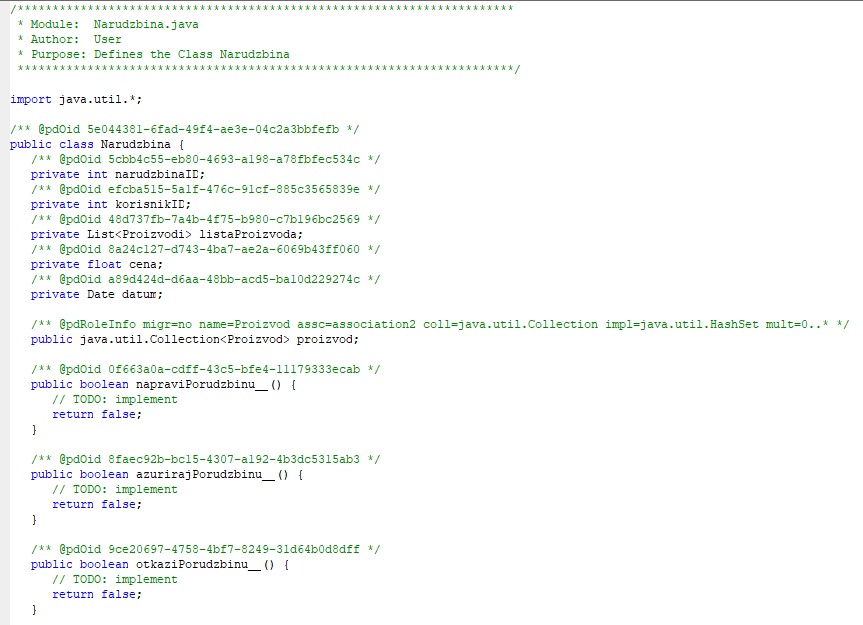 /***********************************************************************
 * Module:  Narudzbina.java
 * Author:  User
 * Purpose: Defines the Class Narudzbina
 ***********************************************************************/
import java.util.*;
/** @pdOid 5e044381-6fad-49f4-ae3e-04c2a3bbfefb */
public class Narudzbina {
   /** @pdOid 5cbb4c55-eb80-4693-a198-a78fbfec534c */
   private int narudzbinaID;
   /** @pdOid efcba515-5a1f-476c-91cf-885c3565839e */
   private int korisnikID;
   /** @pdOid 48d737fb-7a4b-4f75-b980-c7b196bc2569 */
   private List<Proizvodi> listaProizvoda;
   /** @pdOid 8a24c127-d743-4ba7-ae2a-6069b43ff060 */
   private float cena;
   /** @pdOid a89d424d-d6aa-48bb-acd5-ba10d229274c */
   private Date datum;
   /** @pdRoleInfo migr=no name=Proizvod assc=association2 coll=java.util.Collection impl=java.util.HashSet mult=0..* */
   public java.util.Collection<Proizvod> proizvod;
   /** @pdOid 0f663a0a-cdff-43c5-bfe4-11179333ecab */
   public boolean napraviPorudzbinu__() {
      // TODO: implement
      return false;
   }
   /** @pdOid 8faec92b-bc15-4307-a192-4b3dc5315ab3 */
   public boolean azurirajPorudzbinu__() {
      // TODO: implement
      return false;
   }
   /** @pdOid 9ce20697-4758-4bf7-8249-31d64b0d8dff */
   public boolean otkaziPorudzbinu__() {
      // TODO: implement
      return false;
   }